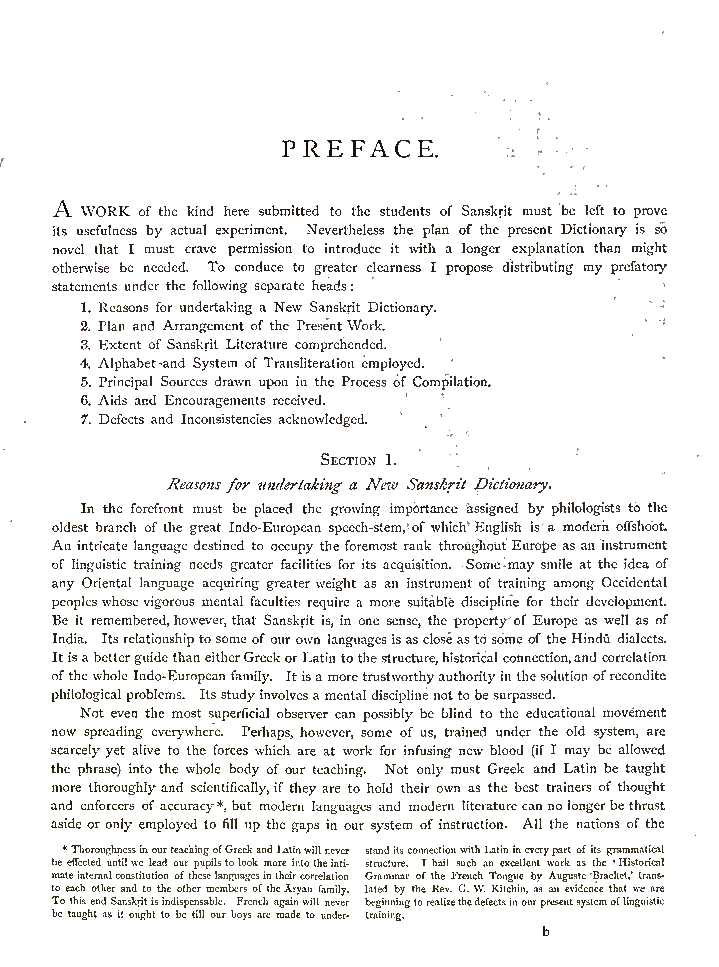 PREFACE.
A WORK of the kind here submitted to the students of Sanskṛit must be left to prove
its usefulness by actual experiment. Nevertheless the plan of the present Dictionary is so
novel that I must crave permission to introduce it with a longer explanation than might
otherwise be needed. To conduce to greater clearness I propose distributing my prefatory
statements under the following separate heads:
1. Reasons for undertaking a New Sanskṛit Dictionary.
2. Plan and Arrangement of the Present Work.
3. Extent of Sanskṛit Literature comprehended.
4. Alphabet and System of Transliteration employed.
5. Principal Sources drawn upon in the Process of Compilation.
6. Aids and Encouragements received.
7. Defects and Inconsistencies acknowledged.
SECTION 1.
Reasons for undertaking a New Sanskṛit Dictionary.
In the forefront must be placed the growing importance assigned by philologists to the
oldest branch of the great Indo-European speech-stem, of which English is a modern offshoot.
An intricate language destined to occupy the foremost rank throughout Europe as an instrument
of linguistic training needs greater facilities for its acquisition. Some may smile at the idea of
any Oriental language acquiring greater weight as an instrument of training among Occidental
peoples whose vigorous mental faculties require a more suitable discipline for their development.
Be it remembered, however, that Sanskṛit is, in one sense, the property of Europe as well as of
India. Its relationship to some of our own languages is as close as to some of the Hindū dialects.
It is a better guide than either Greek or Latin to the structure, historical connection, and correlation
of the whole Indo-European family. It is a more trustworthy authority in the solution of recondite
philological problems. Its study involves a mental discipline not to be surpassed.
Not even the most superficial observer can possibly be blind to the educational movement
now spreading everywhere. Perhaps, however, some of us, trained under the old system, are
scarcely yet alive to the forces which are at work for infusing new blood (if I may be allowed
the phrase) into the whole body of our teaching. Not only must Greek and Latin be taught
more thoroughly and scientifically, if they are to hold their own as the best trainers of thought
and enforcers of accuracy*, but modern languages and modern literature can no longer be thrust
aside or only employed to fill up the gaps in our system of instruction. All the nations of the
* Thoroughness in our teaching of Greek and Latin will never
be effected until we lead our pupils to look more into the inti-
mate internal constitution of these languages in their correlation
to each other and to the other members of the Āryan family.
To this end Sanskṛit is indispensable. French again will never
be taught as it ought to be till our boys are made to under-
stand its connection with Latin in every part of its grammatical
structure. I hail such an excellent work as the 'Historical
Grammar of the French Tongue by Auguste Brachet,' trans-
lated by the Rev. G. W. Kitchin, as an evidence that we are
beginning to realize the defects in our present system of linguistic
training.
b